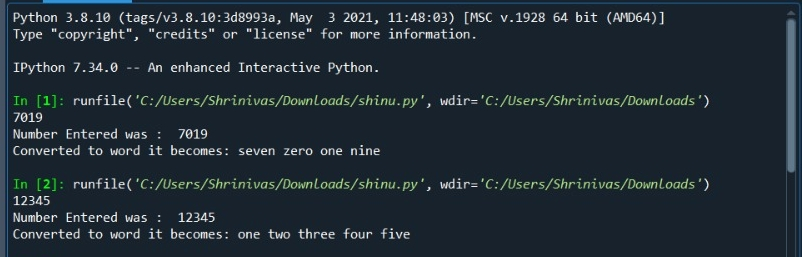 Python 3.8.10 (tags/v3.8.10:3d8993a, May  3 2021, 11:48:03) [MSC v.1928 64 bit (AMD64)]
Type "copyright", "credits" or "license" for more information.
IPython 7.34.0 -- An enhanced Interactive Python.
In [1]: runfile('C:/Users/Shrinivas/Downloads/shinu.py', wdir='C:/Users/Shrinivas/Downloads')
7019
Number Entered was :  7019
Converted to word it becomes: seven zero one nine
In [2]: runfile('C:/Users/Shrinivas/Downloads/shinu.py', wdir='C:/Users/Shrinivas/Downloads')
12345
Number Entered was :  12345
Converted to word it becomes: one two three four five